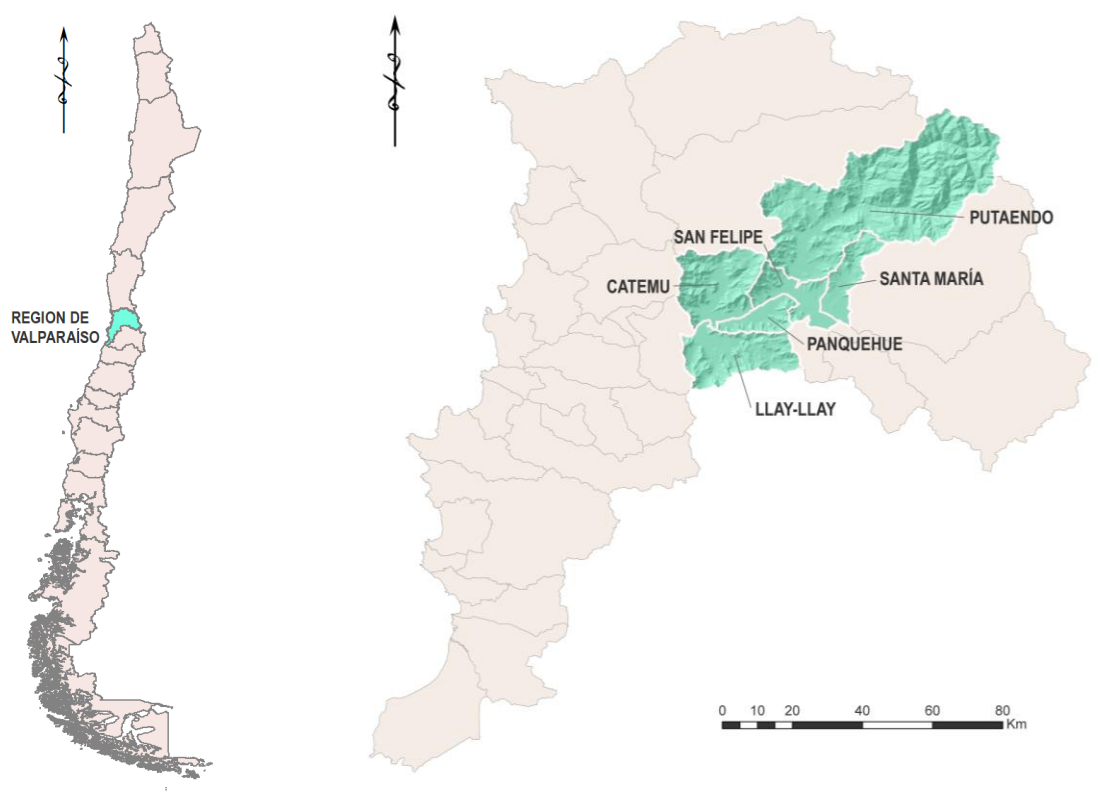 REGION DE
VALPARAÍSO
PUTAENDO
SAN FELIPE
SANTA MARÍA
CATEMU
PANQUEHUE
LLAY-LLAY
0 10 20 40 60 80
Km